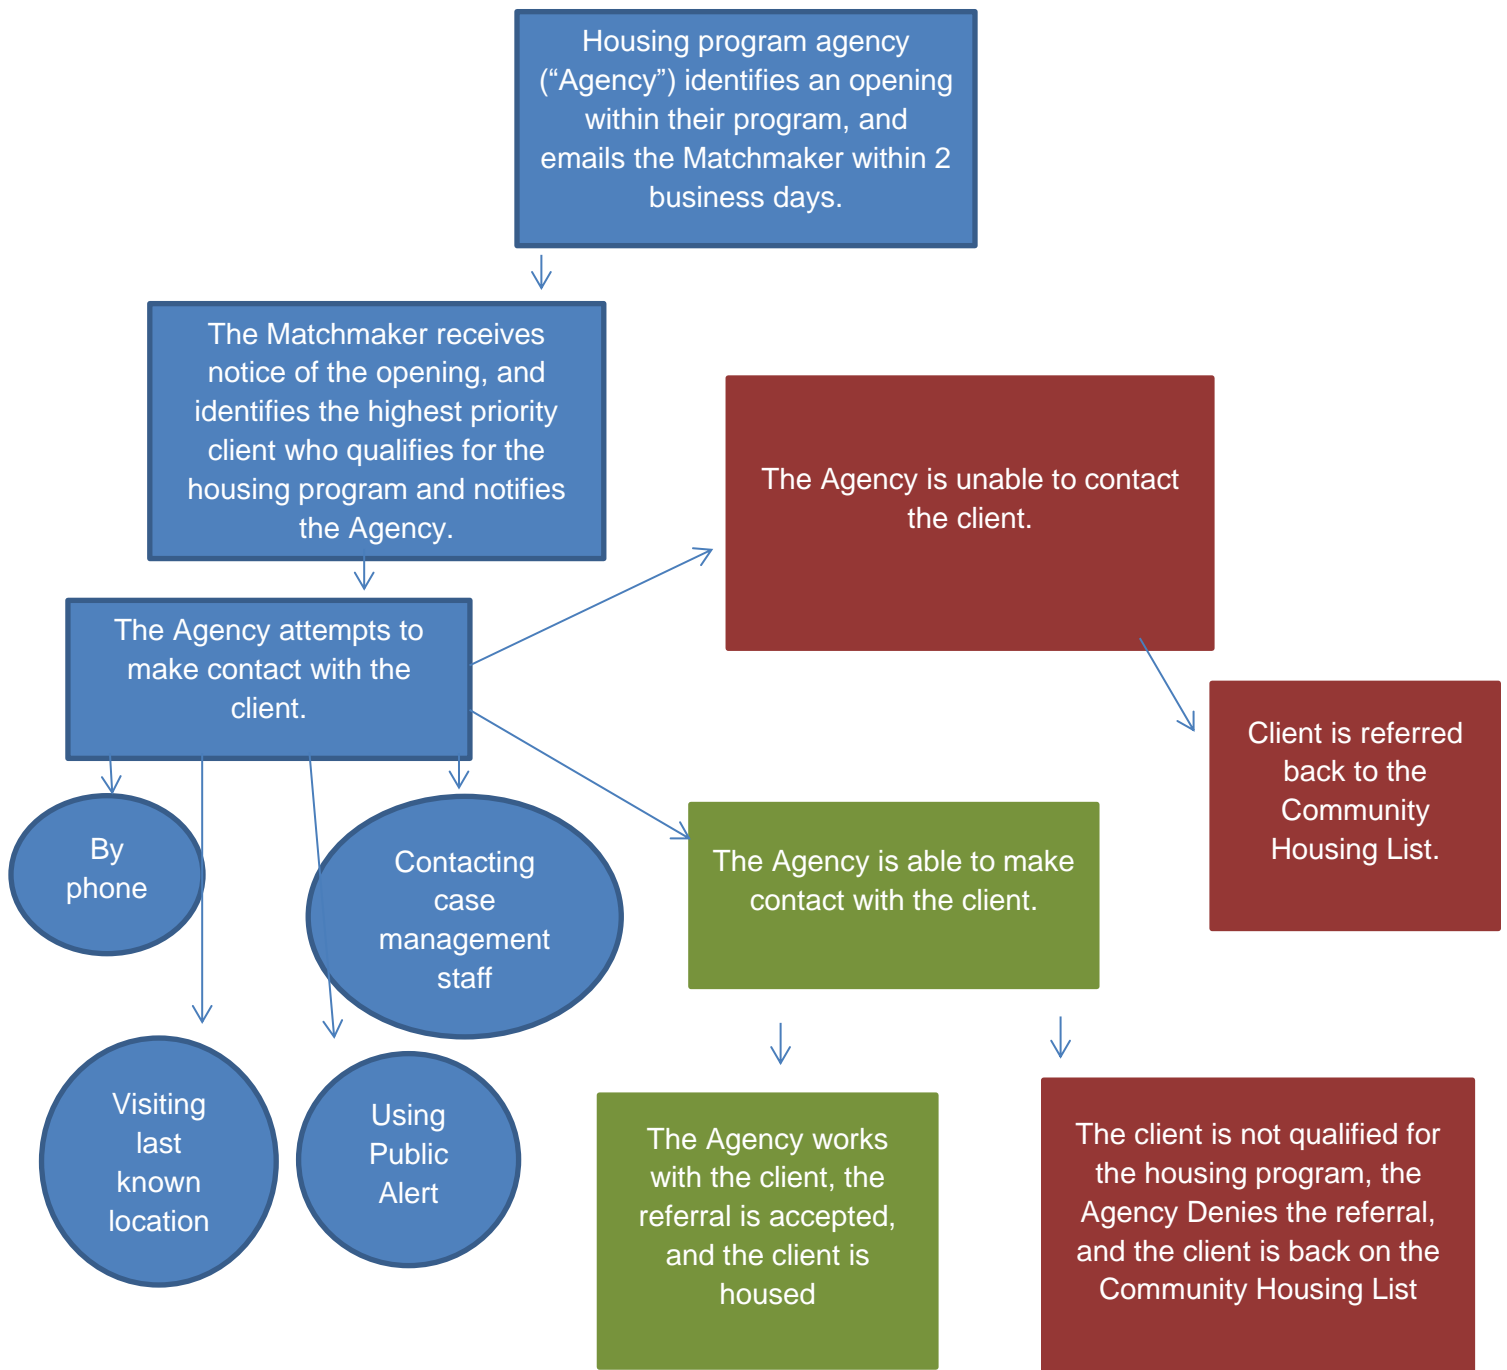 Housing program agency
(“Agency”) identifies an opening
within their program, and
emails the Matchmaker within 2
business days.
The Matchmaker receives
notice of the opening, and
identifies the highest priority
client who qualifies for the
housing program and notifies
the Agency.
The Agency is unable to contact
the client.
The Agency attempts to
make contact with the
client.
Client is referred
back to the
Community
Housing List.
By
phone
Contacting
case
management
staff
The Agency is able to make
contact with the client.
Visiting
last
known
location
Using
Public
Alert
The Agency works
with the client, the
referral is accepted,
and the client is
housed
The client is not qualified for
the housing program, the
Agency Denies the referral,
and the client is back on the
Community Housing List